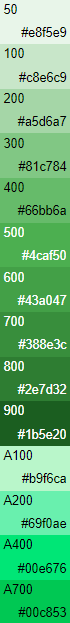 50
#e8f5e9
100
#c8e6c9
200
#a5d6a7
300
#81c784
400
#66bb6a
500
#4caf50
600
#43a047
700
#388e3c
800
#2e7d32
900
#1b5e20
A100
#b9f6ca
A200
#69f0ae
A400
#00e676
A700
#00c853